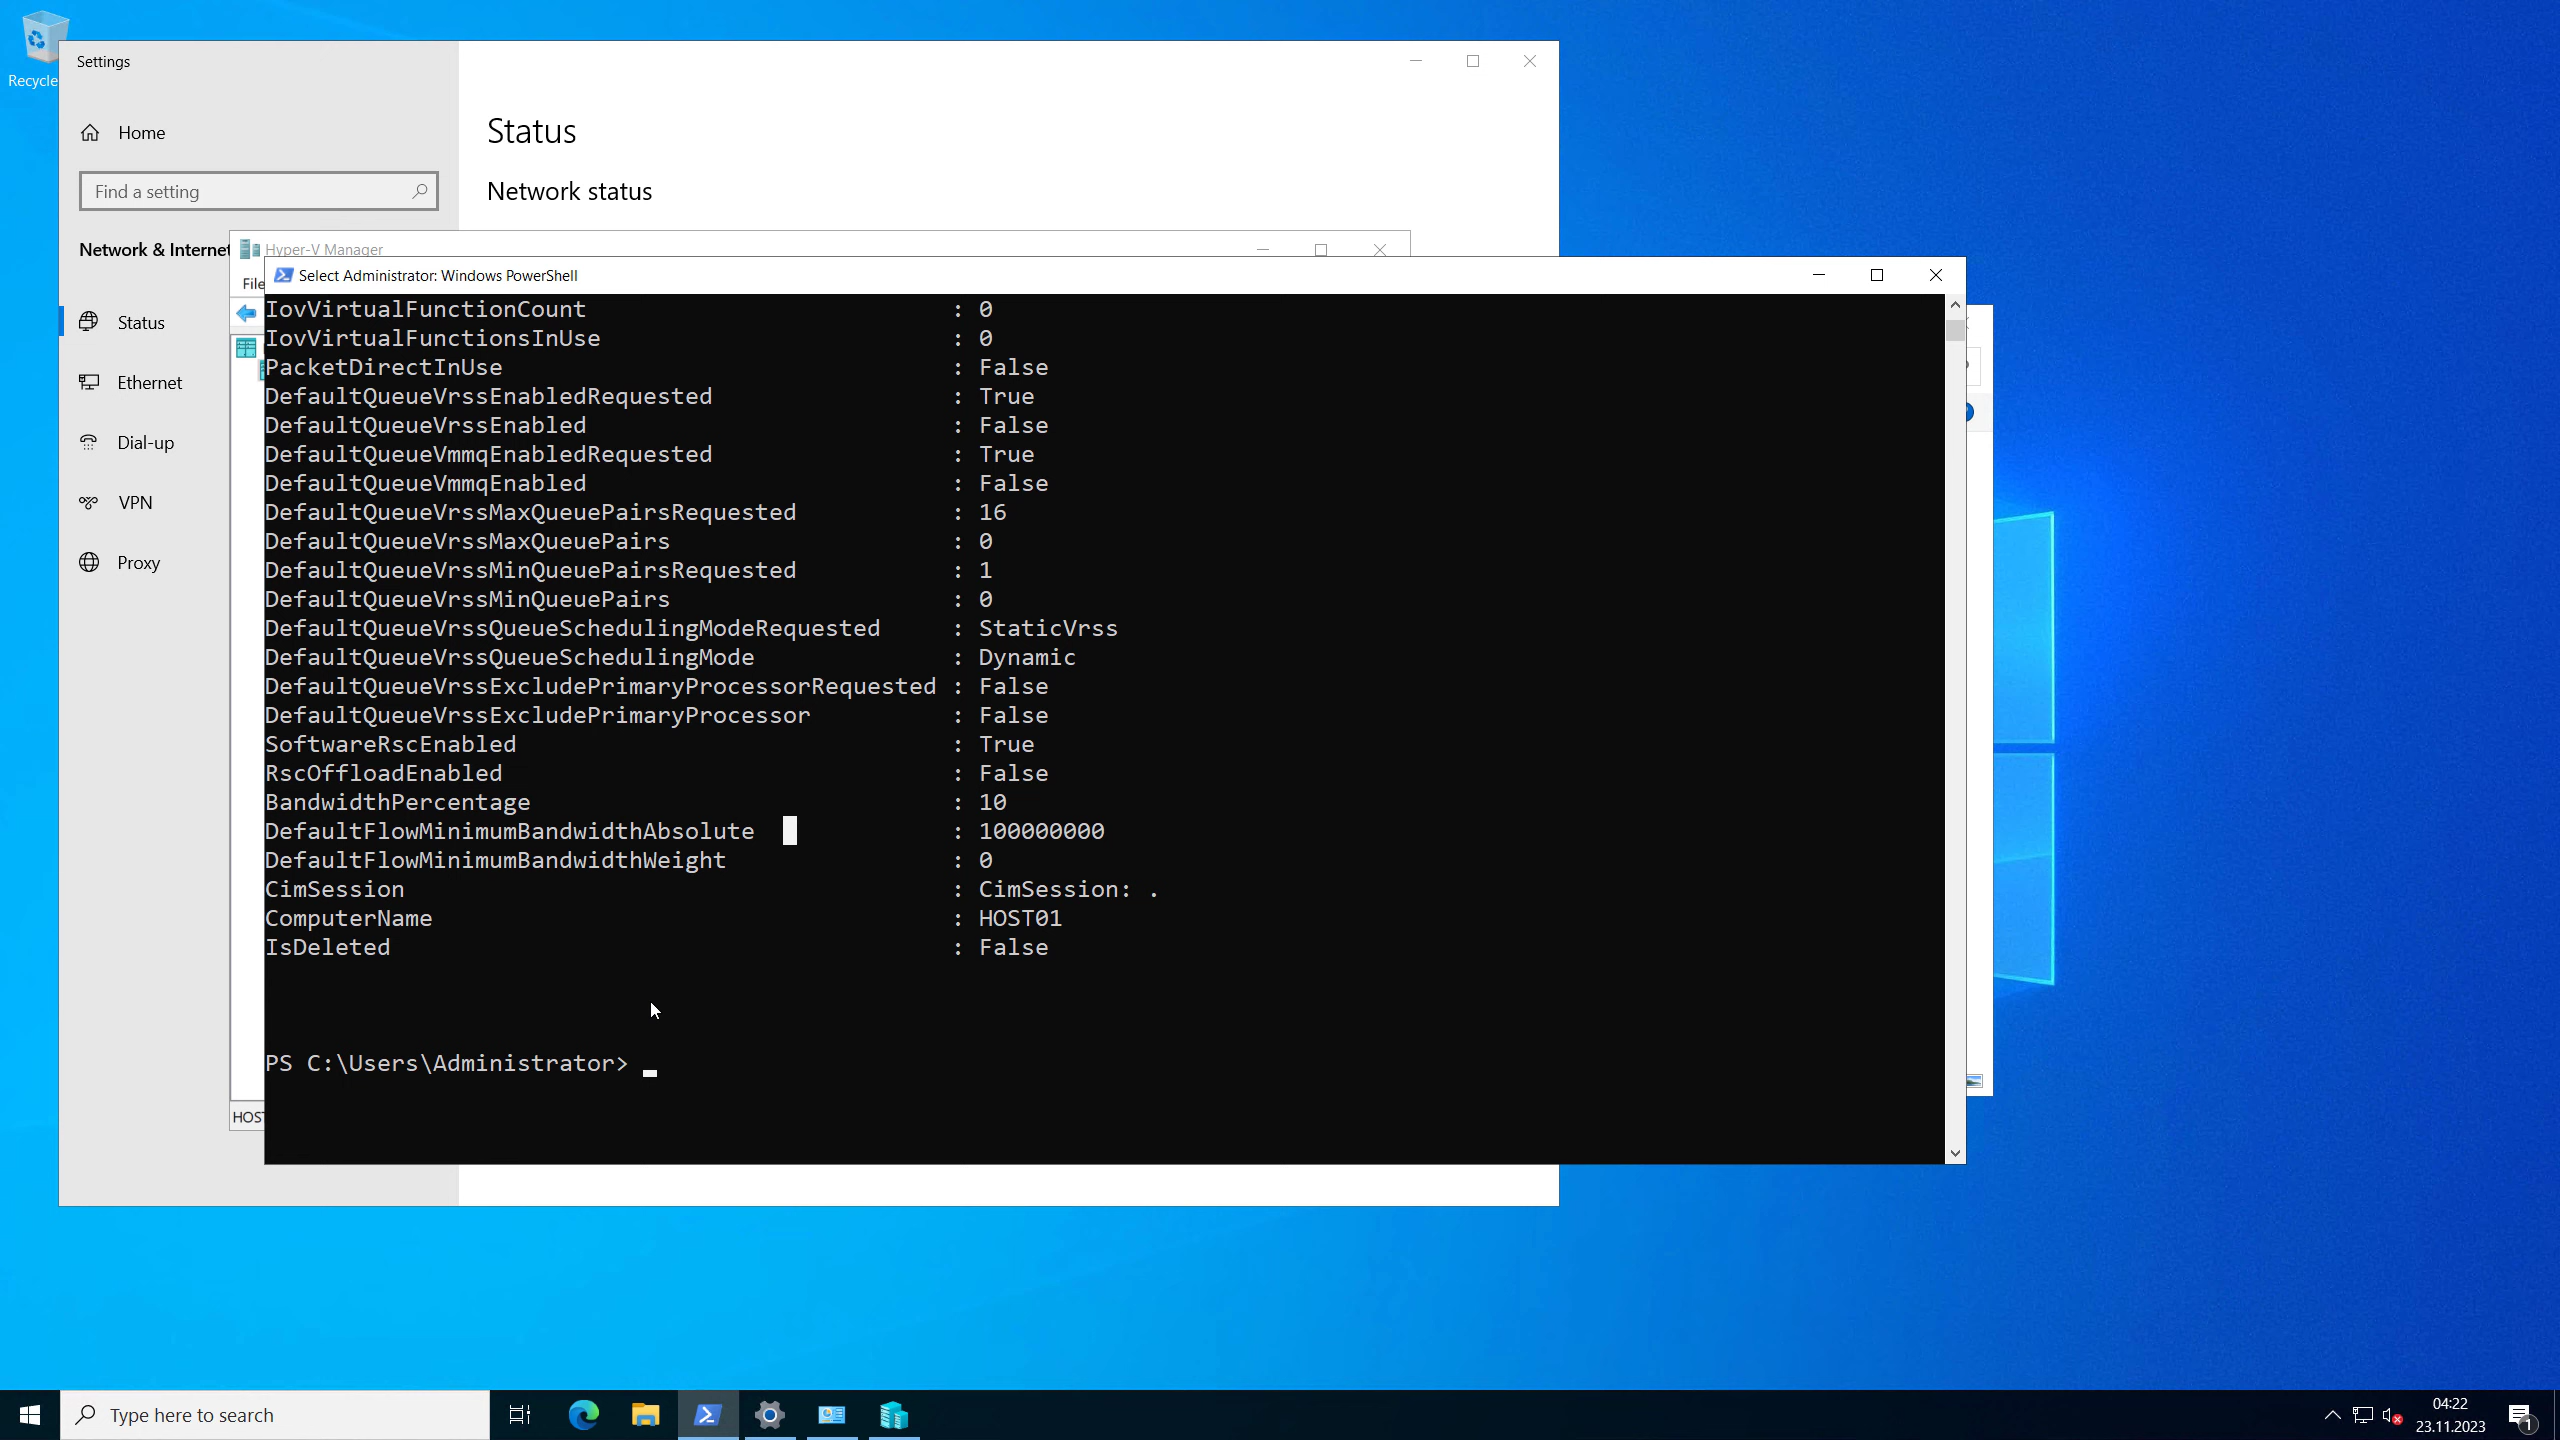 Recycle
Settings
Home
Find a setting
Network & Internet
Status
Ethernet
Dial-up
VPN
Proxy
Status
Network status
Hyper-V Manager
File
HOST
Select Administrator: Windows PowerShell
IovVirtualFunctionCount : 0
IovVirtualFunctionsInUse : 0
PacketDirectInUse : False
DefaultQueueVrssEnabledRequested : True
DefaultQueueVrssEnabled : False
DefaultQueueVmmqEnabledRequested : True
DefaultQueueVmmqEnabled : False
DefaultQueueVrssMaxQueuePairsRequested : 16
DefaultQueueVrssMaxQueuePairs : 0
DefaultQueueVrssMinQueuePairsRequested : 1
DefaultQueueVrssMinQueuePairs : 0
DefaultQueueVrssQueueSchedulingModeRequested : StaticVrss
DefaultQueueVrssQueueSchedulingMode : Dynamic
DefaultQueueVrssExcludePrimaryProcessorRequested : False
DefaultQueueVrssExcludePrimaryProcessor : False
SoftwareRscEnabled : True
RscOffloadEnabled : False
BandwidthPercentage : 10
DefaultFlowMinimumBandwidthAbsolute : 100000000
DefaultFlowMinimumBandwidthWeight : 0
CimSession : CimSession: .
ComputerName : HOST01
IsDeleted : False
PS C:\Users\Administrator> _
Type here to search
04:22
23.11.2023
1